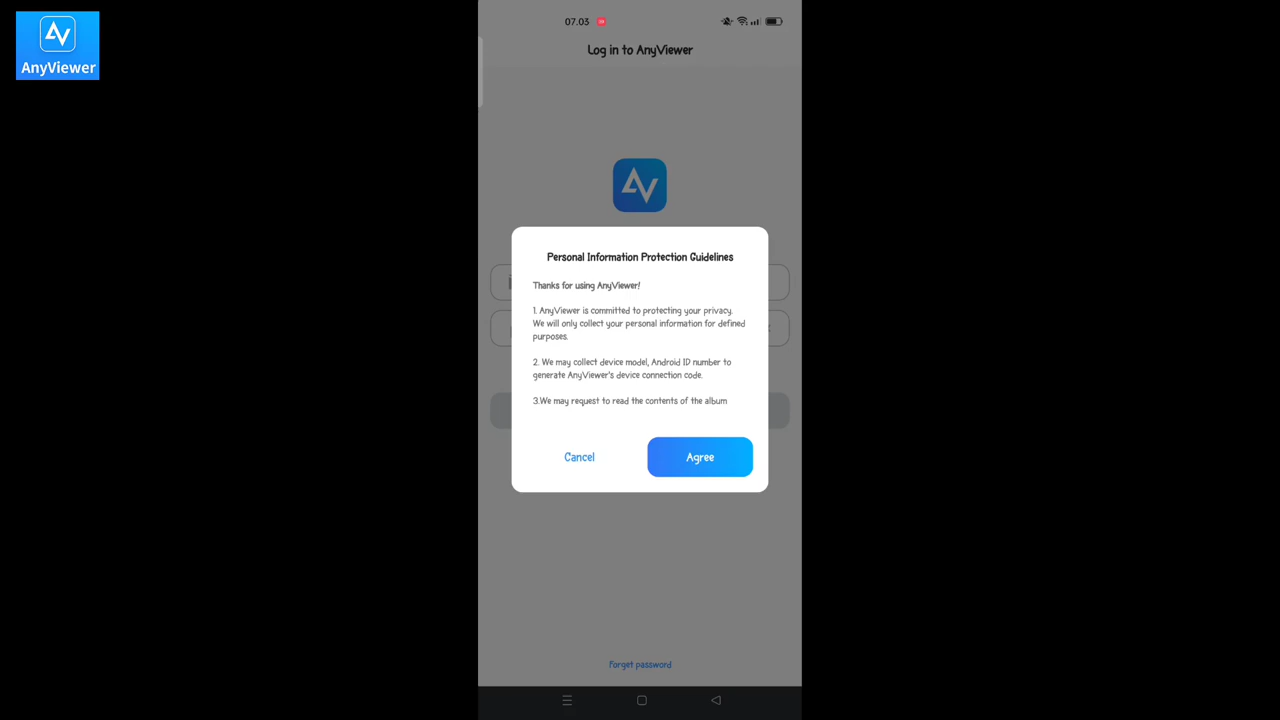 AnyViewer
07.03
Log in to AnyViewer
Personal Information Protection Guidelines
Thanks for using AnyViewer!
1. AnyViewer is committed to protecting your privacy.
We will only collect your personal information for defined
purposes.
2. We may collect device model, Android ID number to
generate AnyViewer's device connection code.
3.We may request to read the contents of the album
Cancel
Agree
Forget password